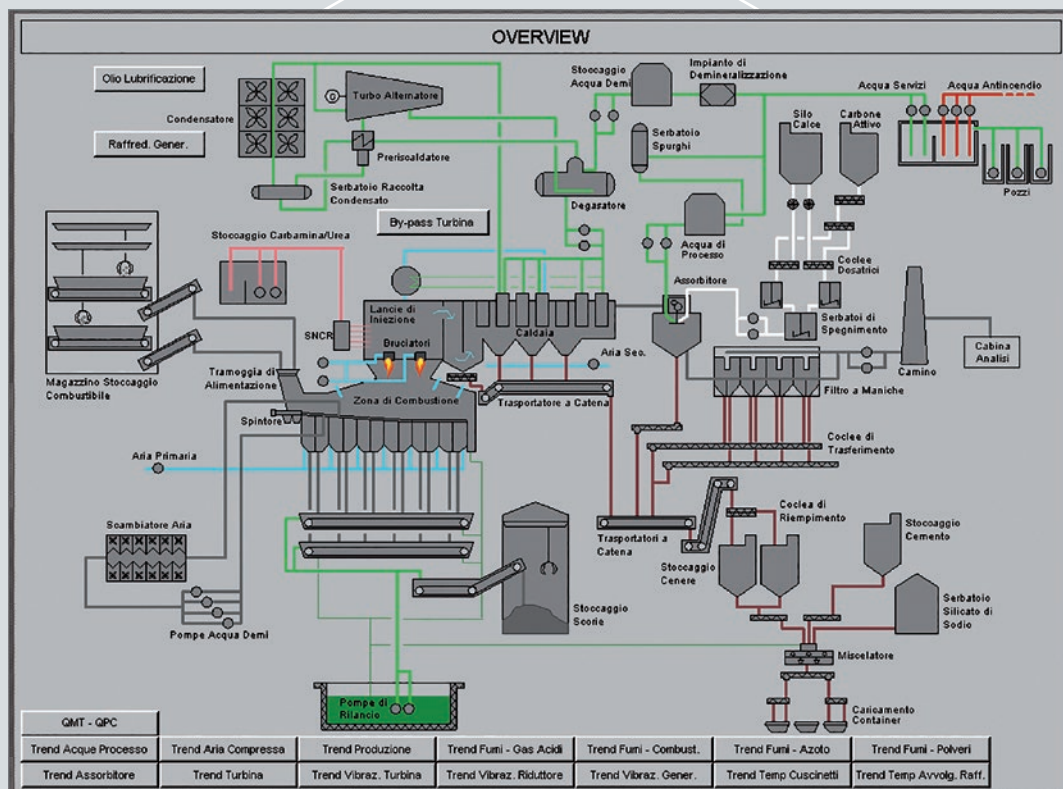 OVERVIEW
Olio Lubrificazione
Condensatore
Raffred. Gener.
Turbo Alternatore
Preriscaldatore
Serbatoio Raccolta
Condensato
By-pass Turbina
Stoccaggio
Acqua Demi
Impianto di
Demineralizzazione
Serbatoio
Spurghi
Degasatore
Acqua di
Processo
Acqua Servizi
Acqua Antincendio
Silo
Calce
Carbone
Attivo
Pozzi
Coclee
Dosatrici
Assorbitore
Serbatoi di
Spegnimento
Cabina
Analisi
Camino
Filtro a Maniche
Stoccaggio Carbamina/Urea
SNCR
Lancie di
Iniezione
Bruciatori
Caldaia
Aria Sec.
Magazzino Stoccaggio
Combustibile
Tramoggia di
Alimentazione
Zona di Combustione
Trasportatore a Catena
Spintore
Aria Primaria
Coclee di
Trasferimento
Scambiatore Aria
Pompe Acqua Demi
Trasportatori a
Catena
Coclea di
Riempimento
Stoccaggio
Cemento
Stoccaggio
Cenere
Stoccaggio
Scorie
Serbatoio
Silicato di
Sodio
Miscelatore
Pompe di
Rilancio
Caricamento
Container
QMT - QPC
Trend Acque Processo
Trend Aria Compressa
Trend Produzione
Trend Fumi - Gas Acidi
Trend Fumi - Combust.
Trend Fumi - Azoto
Trend Fumi - Polveri
Trend Assorbitore
Trend Turbina
Trend Vibraz. Turbina
Trend Vibraz. Riduttore
Trend Vibraz. Gener.
Trend Temp Cuscinetti
Trend Temp Avvolg. Raff.